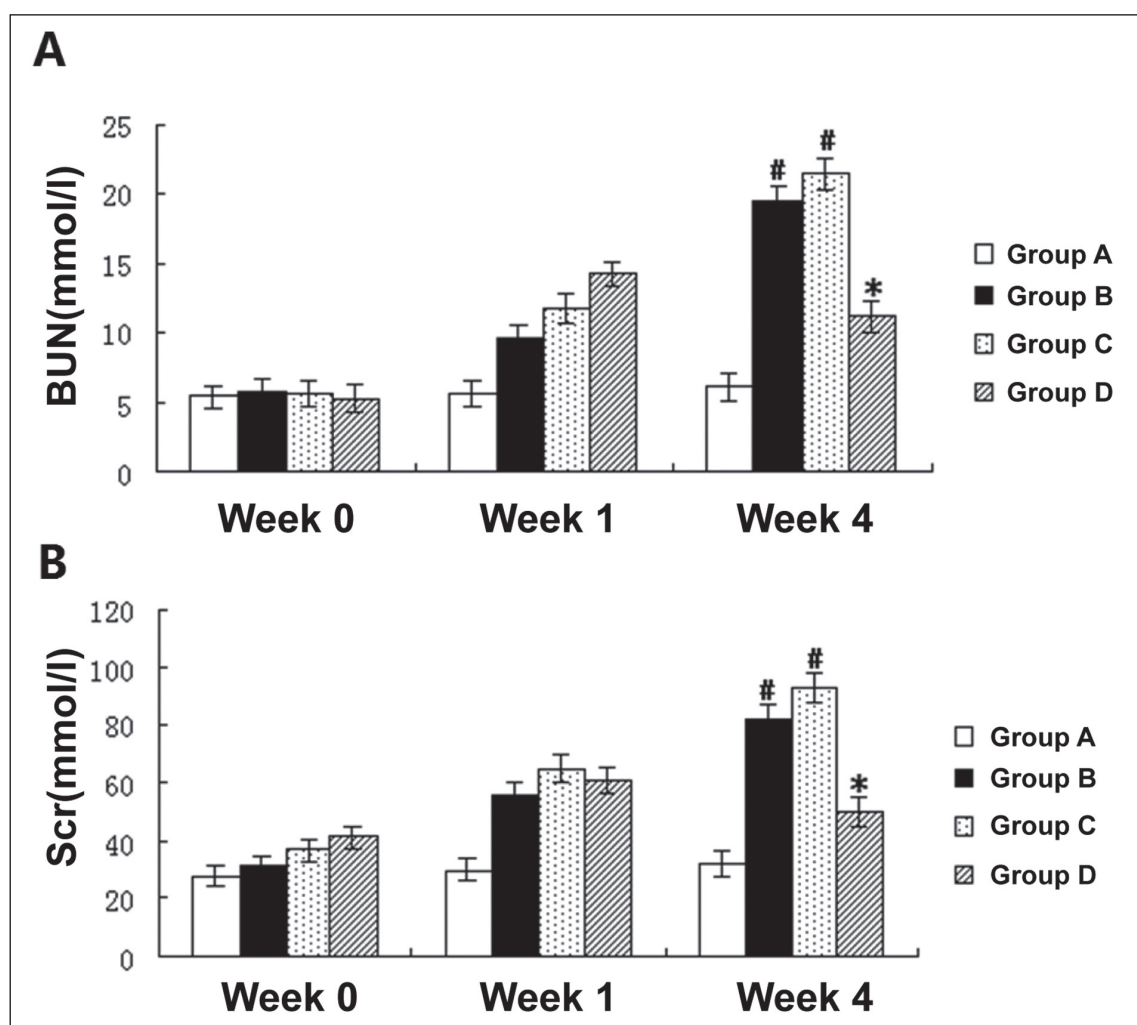 A
25
20
15
10
5
0
BUN(mmol/l)
# # *
Week 0 Week 1 Week 4
Group A
Group B
Group C
Group D
B
120
100
80
60
40
20
0
Scr(mmol/l)
# # *
Week 0 Week 1 Week 4
Group A
Group B
Group C
Group D